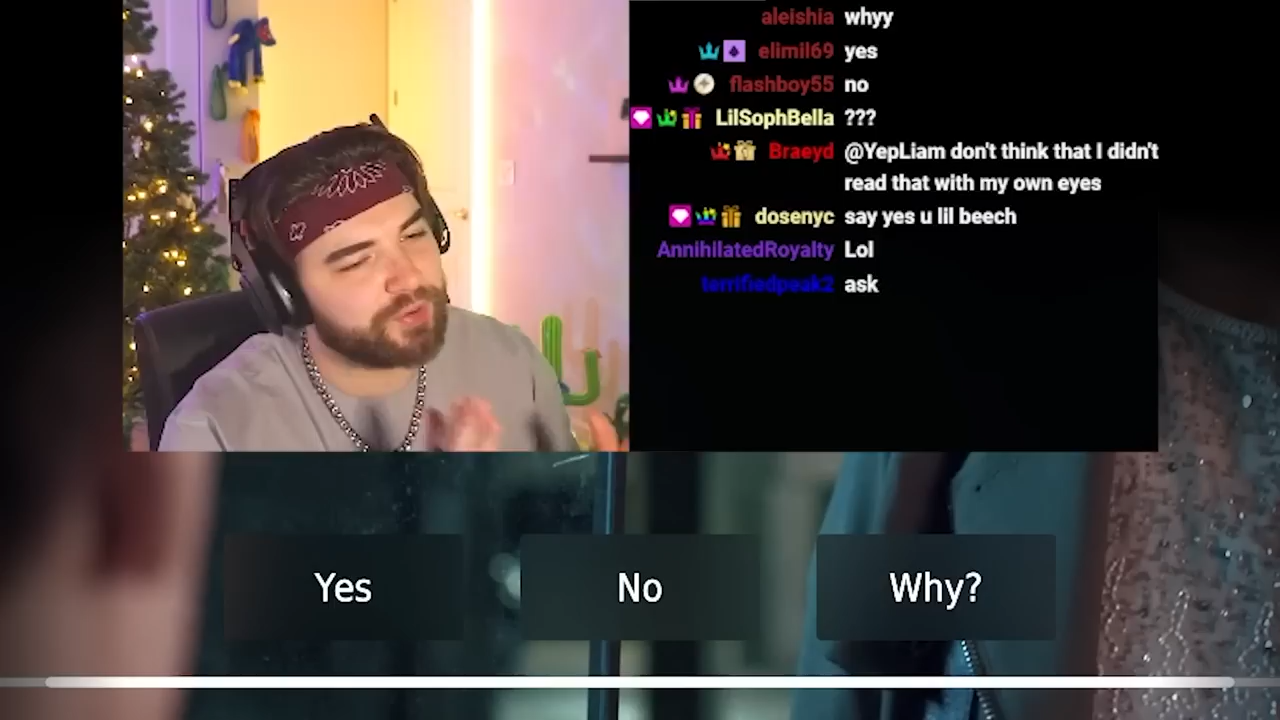 aleishia whyy
elimil69 yes
flashboy55 no
LilSophBella ???
Braeyd @YepLiam don't think that I didn't
read that with my own eyes
dosenyc say yes u lil beech
AnnihilatedRoyalty Lol
terrifiedpeak2 ask
Yes No Why?